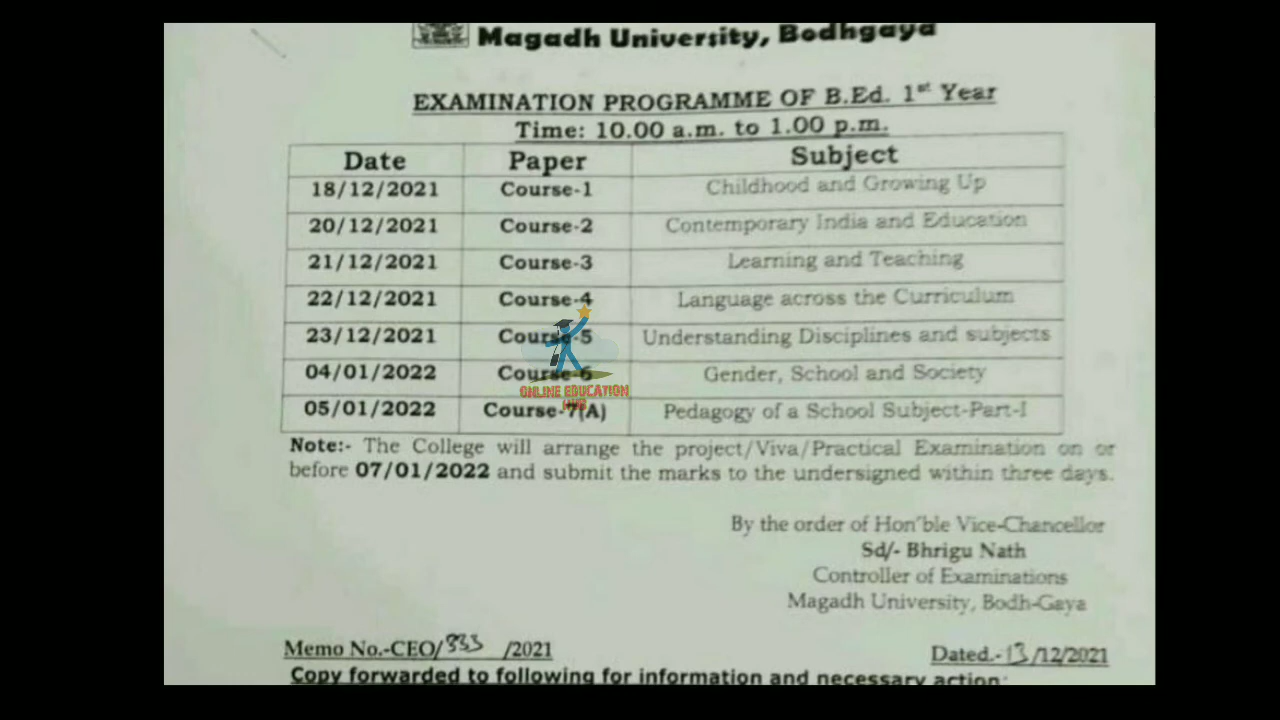 Magadh University, Bodhgaya
EXAMINATION PROGRAMME OF B.Ed. 1st Year
Time: 10.00 a.m. to 1.00 p.m.
Date Paper Subject
18/12/2021 Course-1 Childhood and Growing Up
20/12/2021 Course-2 Contemporary India and Education
21/12/2021 Course-3 Learning and Teaching
22/12/2021 Course-4 Language across the Curriculum
23/12/2021 Course-5 Understanding Disciplines and subjects
04/01/2022 Course-6 Gender, School and Society
ONLINE EDUCATION
HUB
05/01/2022 Course-7(A) Pedagogy of a School Subject-Part-I
Note:- The College will arrange the project/Viva/Practical Examination on or
before 07/01/2022 and submit the marks to the undersigned within three days.
By the order of Hon'ble Vice-Chancellor
Sd/- Bhrigu Nath
Controller of Examinations
Magadh University, Bodh-Gaya
Memo No.-CEO/ /2021
Dated.-13/12/2021
Copy forwarded to following for information and necessary action: